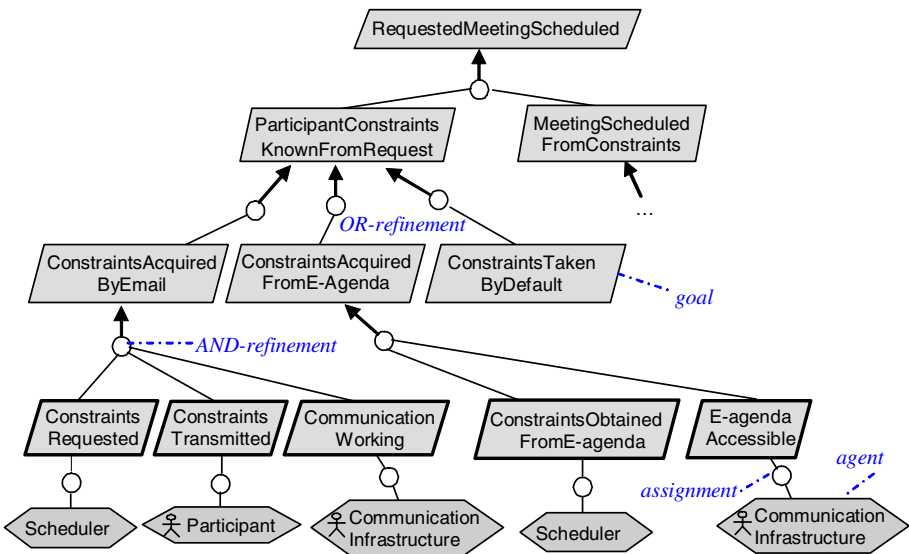 RequestedMeetingScheduled
ParticipantConstraints
KnownFromRequest
MeetingScheduled
FromConstraints
...
OR-refinement
ConstraintsAcquired
ByEmail
ConstraintsAcquired
FromE-Agenda
ConstraintsTaken
ByDefault
goal
AND-refinement
Constraints
Requested
Constraints
Transmitted
Communication
Working
ConstraintsObtained
FromE-agenda
E-agenda
Accessible
assignment
agent
Scheduler
Participant
Communication
Infrastructure
Scheduler
Communication
Infrastructure